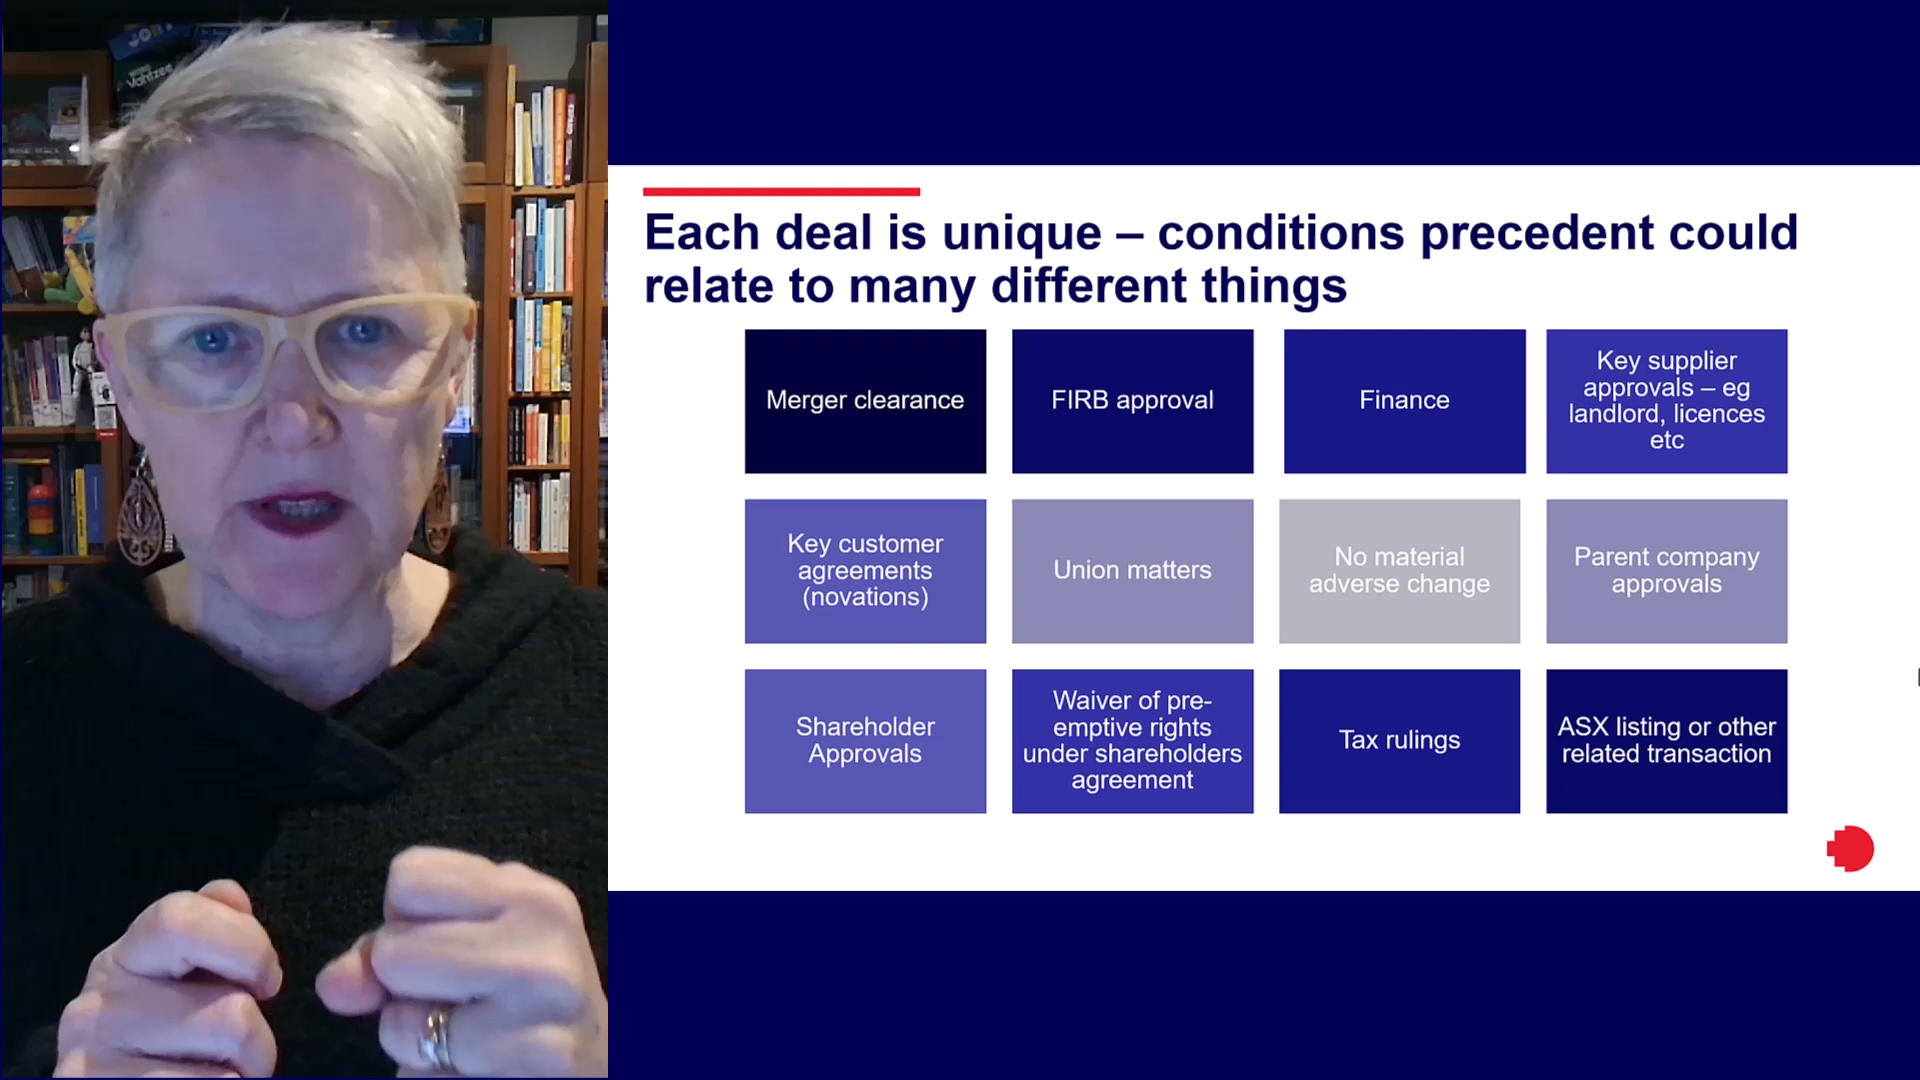 Yahtzee
Each deal is unique – conditions precedent could
relate to many different things
Merger clearance
FIRB approval
Finance
Key supplier
approvals – eg
landlord, licences
etc
Key customer
agreements
(novations)
Union matters
No material
adverse change
Parent company
approvals
Shareholder
Approvals
Waiver of pre-
emptive rights
under shareholders
agreement
Tax rulings
ASX listing or other
related transaction